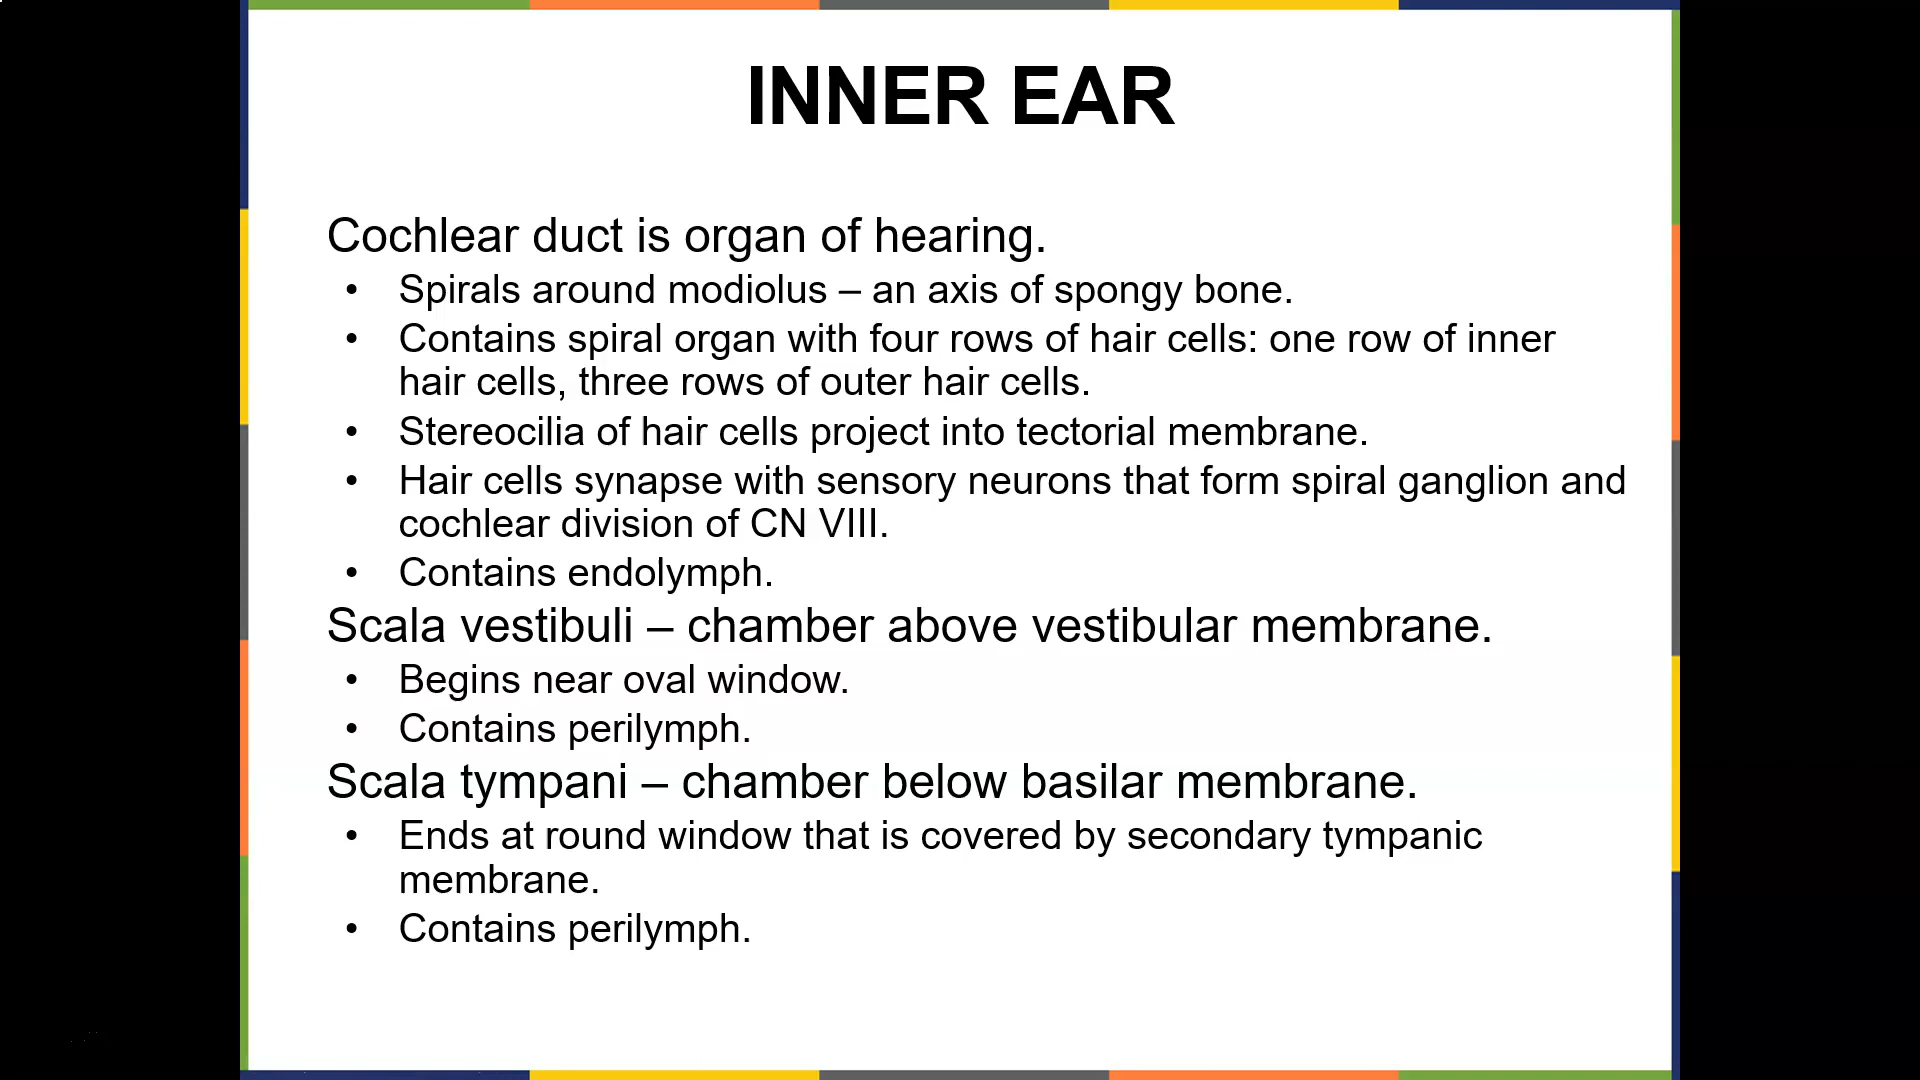 INNER EAR
Cochlear duct is organ of hearing.
• Spirals around modiolus – an axis of spongy bone.
• Contains spiral organ with four rows of hair cells: one row of inner
hair cells, three rows of outer hair cells.
• Stereocilia of hair cells project into tectorial membrane.
• Hair cells synapse with sensory neurons that form spiral ganglion and
cochlear division of CN VIII.
• Contains endolymph.
Scala vestibuli – chamber above vestibular membrane.
• Begins near oval window.
• Contains perilymph.
Scala tympani – chamber below basilar membrane.
• Ends at round window that is covered by secondary tympanic
membrane.
• Contains perilymph.